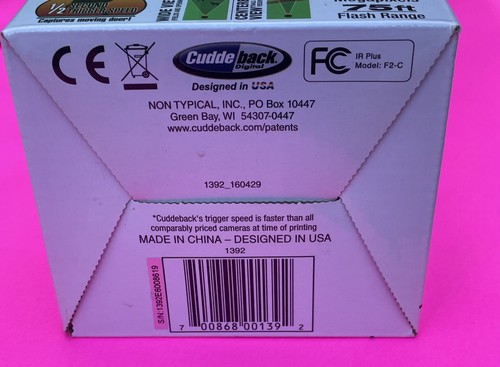 1/2
Captures moving deer!
75ft
Flash Range
CE
Cuddeback
Digital
Designed in USA
FC
IR Plus
Model: F2-C
NON TYPICAL, INC., PO Box 10447
Green Bay, WI 54307-0447
www.cuddeback.com/patents
1392_160429
*Cuddeback's trigger speed is faster than all
comparably priced cameras at time of printing
MADE IN CHINA – DESIGNED IN USA
1392
S/N:1392E6008619
7 00868 00139 2